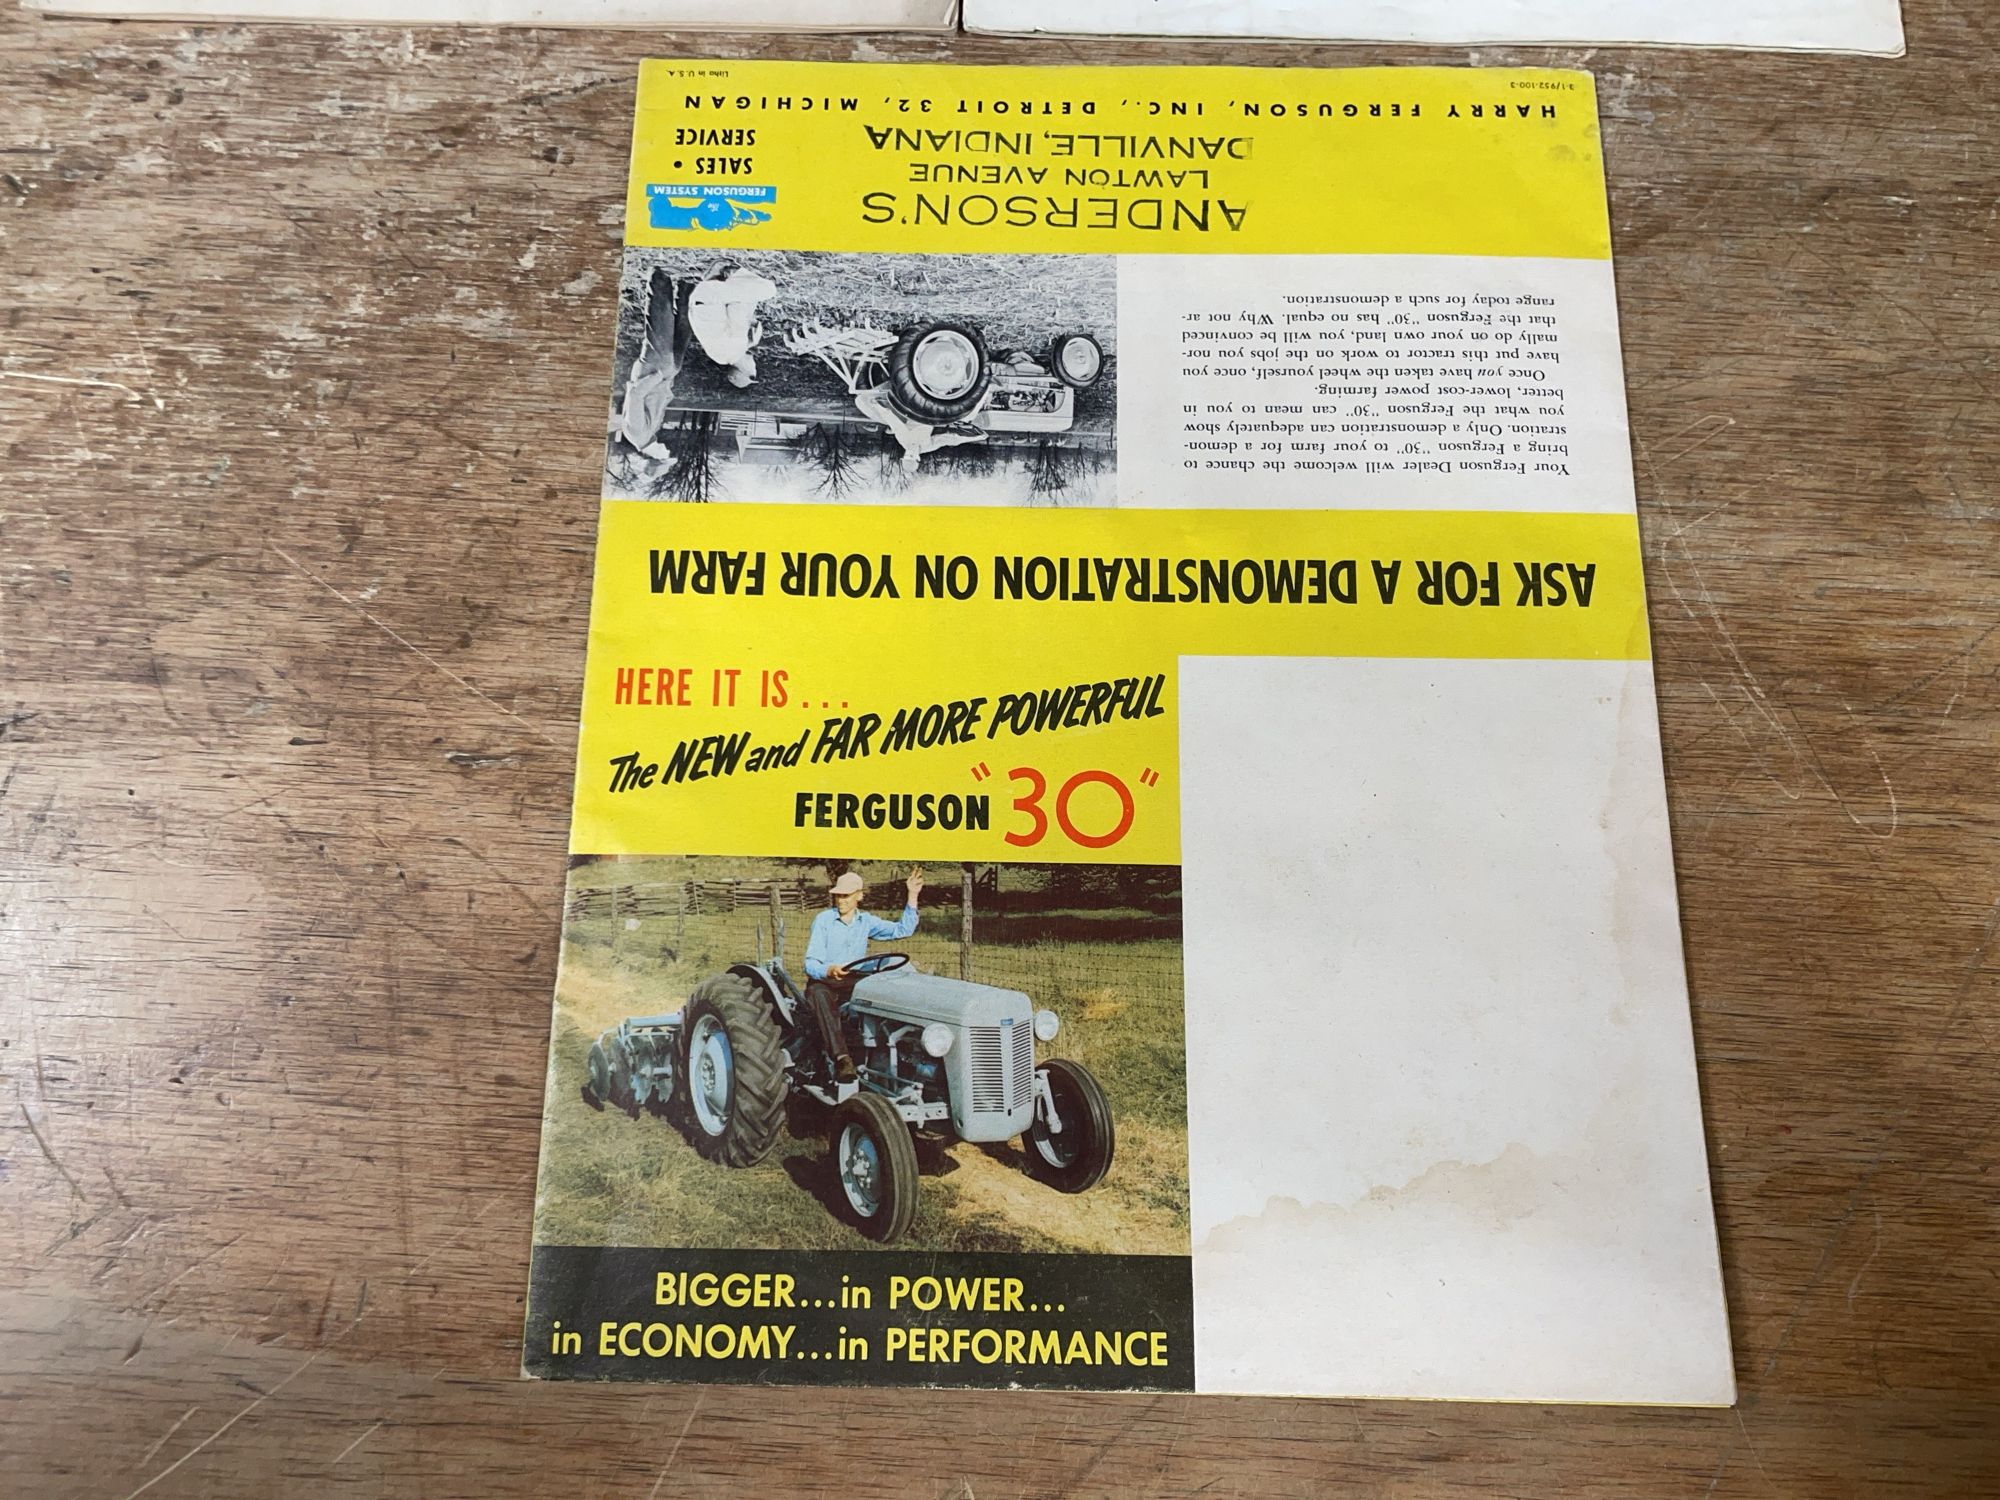 HERE IT IS...
The NEW and FAR MORE POWERFUL
FERGUSON "30"
BIGGER...in POWER...
in ECONOMY...in PERFORMANCE
ASK FOR A DEMONSTRATION ON YOUR FARM
Your Ferguson Dealer will welcome the chance to
bring a Ferguson "30" to your farm for a demon-
stration. Only a demonstration can adequately show
you what the Ferguson "30" can mean to you in
better, lower-cost power farming.
Once you have taken the wheel yourself, once you
have put this tractor to work on the jobs you nor-
mally do on your own land, you will be convinced
that the Ferguson "30" has no equal. Why not ar-
range today for such a demonstration.
ANDERSON'S
LAWTON AVENUE
DANVILLE, INDIANA
FERGUSON SYSTEM
SALES •
SERVICE
HARRY FERGUSON, INC., DETROIT 32, MICHIGAN
3-1/952-100-3
Litho in U.S.A.